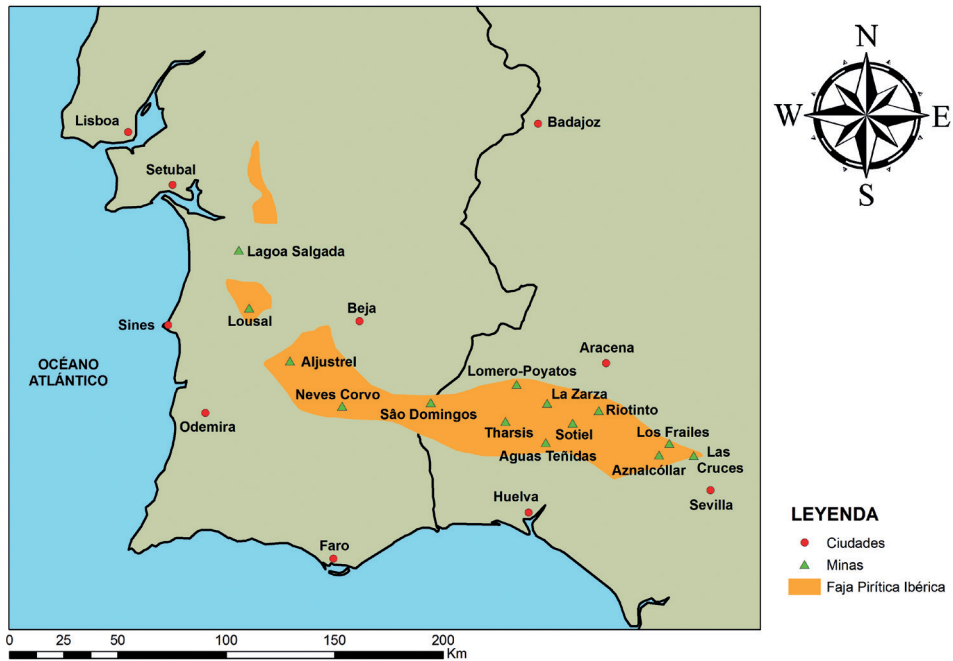 N
W
E
S
Lisboa
Badajoz
Setubal
Lagoa Salgada
Lousal
Beja
Sines
OCÉANO
ATLÁNTICO
Aljustrel
Aracena
Lomero-Poyatos
Neves Corvo
La Zarza
Sâo Domingos
Riotinto
Odemira
Tharsis
Sotiel
Los Frailes
Aguas Teñidas
Aznalcóllar
Las
Cruces
Sevilla
Huelva
Faro
LEYENDA
Ciudades
Minas
Faja Pirítica Ibérica
0 25 50 100 150 200
Km